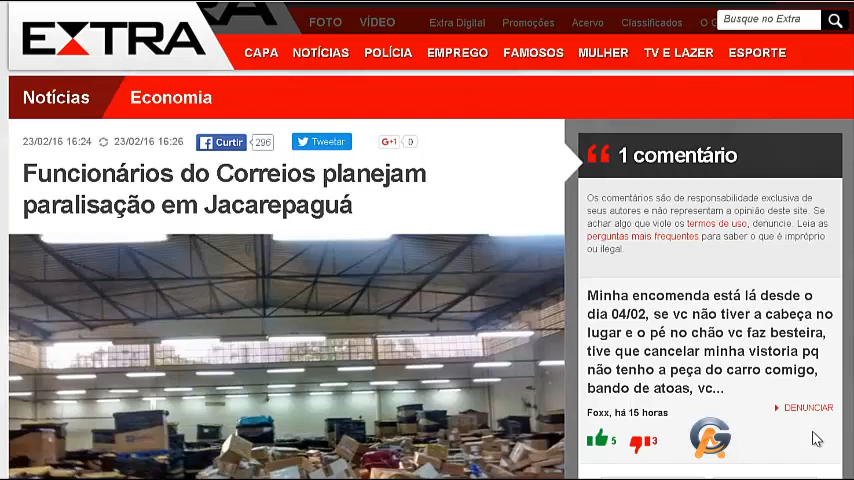 EXTRA
FOTO VÍDEO Extra Digital Promoções Acervo Classificados O G
Busque no Extra
CAPA NOTÍCIAS POLÍCIA EMPREGO FAMOSOS MULHER TV E LAZER ESPORTE
Notícias Economia
23/02/16 16:24 23/02/16 16:26 Curtir 296 Tweetar G+1 0
Funcionários do Correios planejam
paralisação em Jacarepaguá
1 comentário
Os comentários são de responsabilidade exclusiva de
seus autores e não representam a opinião deste site. Se
achar algo que viole os termos de uso, denuncie. Leia as
perguntas mais frequentes para saber o que é impróprio
ou ilegal.
Minha encomenda está lá desde o
dia 04/02, se vc não tiver a cabeça no
lugar e o pé no chão vc faz besteira,
tive que cancelar minha vistoria pq
não tenho a peça do carro comigo,
bando de atoas, vc...
DENUNCIAR
Foxx, há 15 horas
5 3